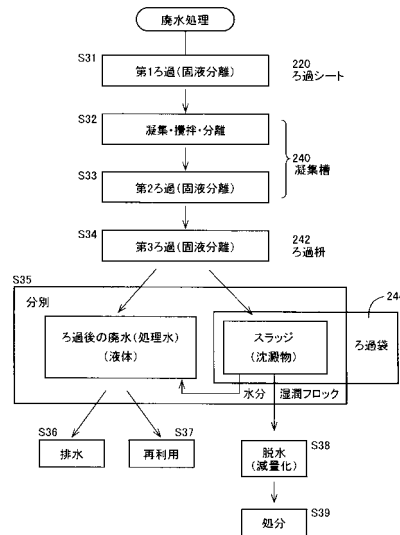 廃水処理
S31
第1ろ過(固液分離)
220
ろ過シート
S32
凝集・攪拌・分離
S33
第2ろ過(固液分離)
240
凝集槽
S34
第3ろ過(固液分離)
242
ろ過枡
S35
分別
ろ過後の廃水(処理水)
(液体)
スラッジ
(沈澱物)
244
ろ過袋
水分
湿潤フロック
S36
排水
S37
再利用
S38
脱水
(減量化)
S39
処分